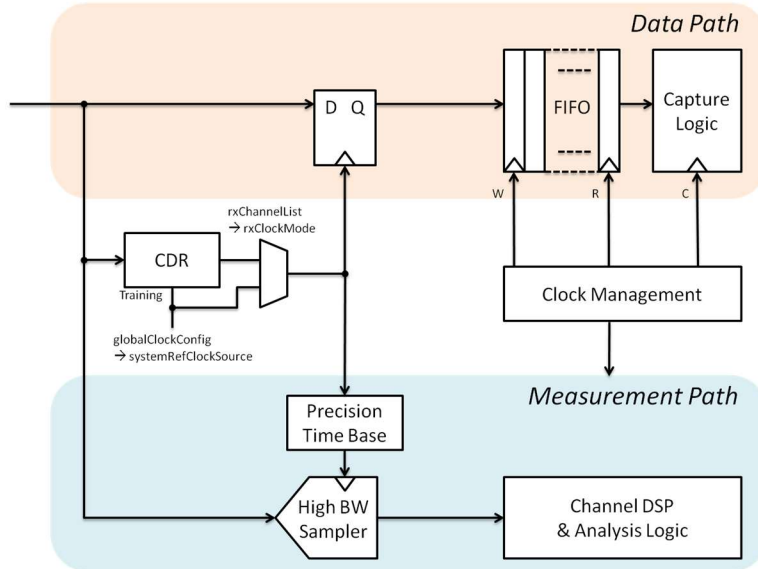 Data Path
D Q
FIFO
Capture
Logic
W
R
C
rxChannelList
→ rxClockMode
CDR
Training
Clock Management
globalClockConfig
→ systemRefClockSource
Measurement Path
Precision
Time Base
High BW
Sampler
Channel DSP
& Analysis Logic